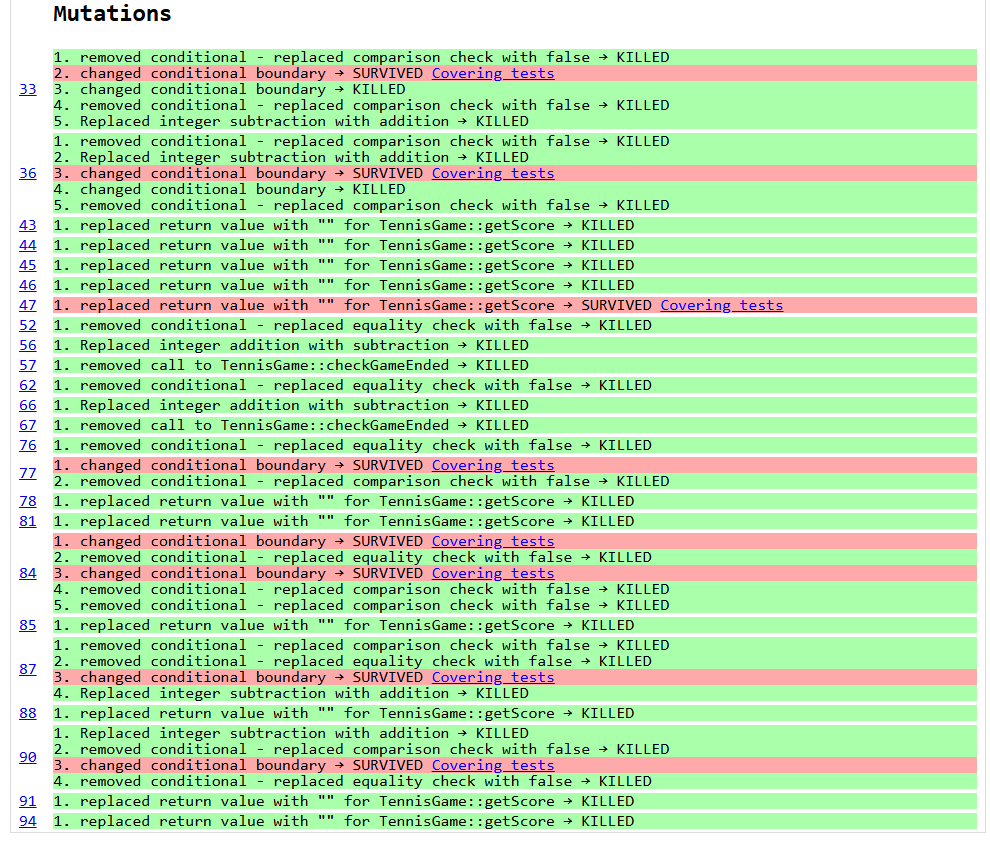 Mutations
1. removed conditional - replaced comparison check with false → KILLED
2. changed conditional boundary → SURVIVED Covering tests
33 3. changed conditional boundary → KILLED
4. removed conditional - replaced comparison check with false → KILLED
5. Replaced integer subtraction with addition → KILLED
1. removed conditional - replaced comparison check with false → KILLED
2. Replaced integer subtraction with addition → KILLED
36 3. changed conditional boundary → SURVIVED Covering tests
4. changed conditional boundary → KILLED
5. removed conditional - replaced comparison check with false → KILLED
43 1. replaced return value with "" for TennisGame::getScore → KILLED
44 1. replaced return value with "" for TennisGame::getScore → KILLED
45 1. replaced return value with "" for TennisGame::getScore → KILLED
46 1. replaced return value with "" for TennisGame::getScore → KILLED
47 1. replaced return value with "" for TennisGame::getScore → SURVIVED Covering tests
52 1. removed conditional - replaced equality check with false → KILLED
56 1. Replaced integer addition with subtraction → KILLED
57 1. removed call to TennisGame::checkGameEnded → KILLED
62 1. removed conditional - replaced equality check with false → KILLED
66 1. Replaced integer addition with subtraction → KILLED
67 1. removed call to TennisGame::checkGameEnded → KILLED
76 1. removed conditional - replaced equality check with false → KILLED
77 1. changed conditional boundary → SURVIVED Covering tests
2. removed conditional - replaced comparison check with false → KILLED
78 1. replaced return value with "" for TennisGame::getScore → KILLED
81 1. replaced return value with "" for TennisGame::getScore → KILLED
1. changed conditional boundary → SURVIVED Covering tests
2. removed conditional - replaced equality check with false → KILLED
84 3. changed conditional boundary → SURVIVED Covering tests
4. removed conditional - replaced comparison check with false → KILLED
5. removed conditional - replaced comparison check with false → KILLED
85 1. replaced return value with "" for TennisGame::getScore → KILLED
1. removed conditional - replaced comparison check with false → KILLED
87 2. removed conditional - replaced equality check with false → KILLED
3. changed conditional boundary → SURVIVED Covering tests
4. Replaced integer subtraction with addition → KILLED
88 1. replaced return value with "" for TennisGame::getScore → KILLED
1. Replaced integer subtraction with addition → KILLED
90 2. removed conditional - replaced comparison check with false → KILLED
3. changed conditional boundary → SURVIVED Covering tests
4. removed conditional - replaced equality check with false → KILLED
91 1. replaced return value with "" for TennisGame::getScore → KILLED
94 1. replaced return value with "" for TennisGame::getScore → KILLED